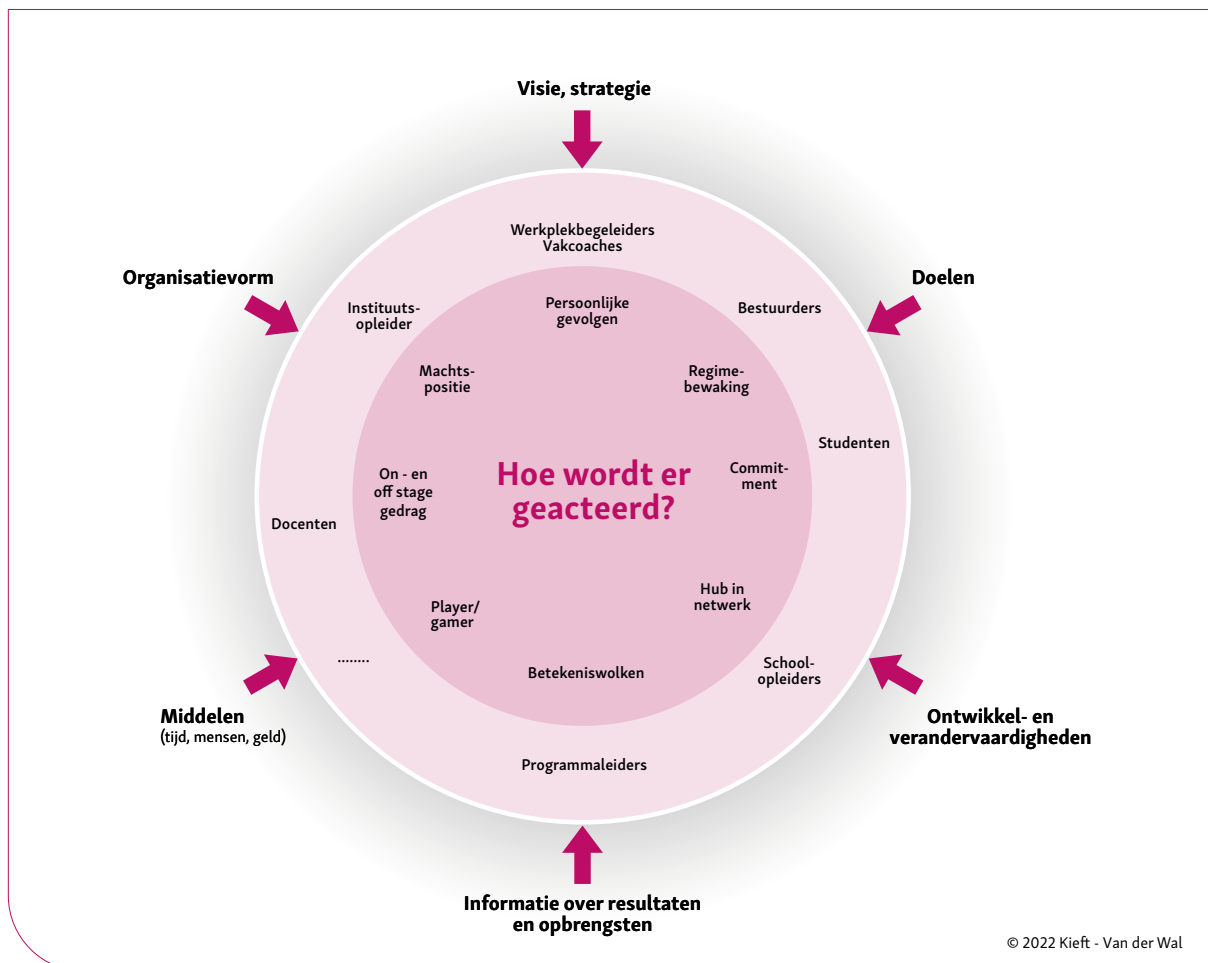 Visie, strategie
Werkplekbegeleiders
Vakcoaches
Organisatievorm
Doelen
Instituuts-
opleider
Persoonlijke
gevolgen
Bestuurders
Machts-
positie
Regime-
bewaking
Studenten
On - en
off stage
gedrag
Hoe wordt er
geacteerd?
Commit-
ment
Docenten
Player/
gamer
Hub in
netwerk
........
Betekeniswolken
School-
opleiders
Middelen
(tijd, mensen, geld)
Ontwikkel- en
verandervaardigheden
Programmaleiders
Informatie over resultaten
en opbrengsten
© 2022 Kieft - Van der Wal